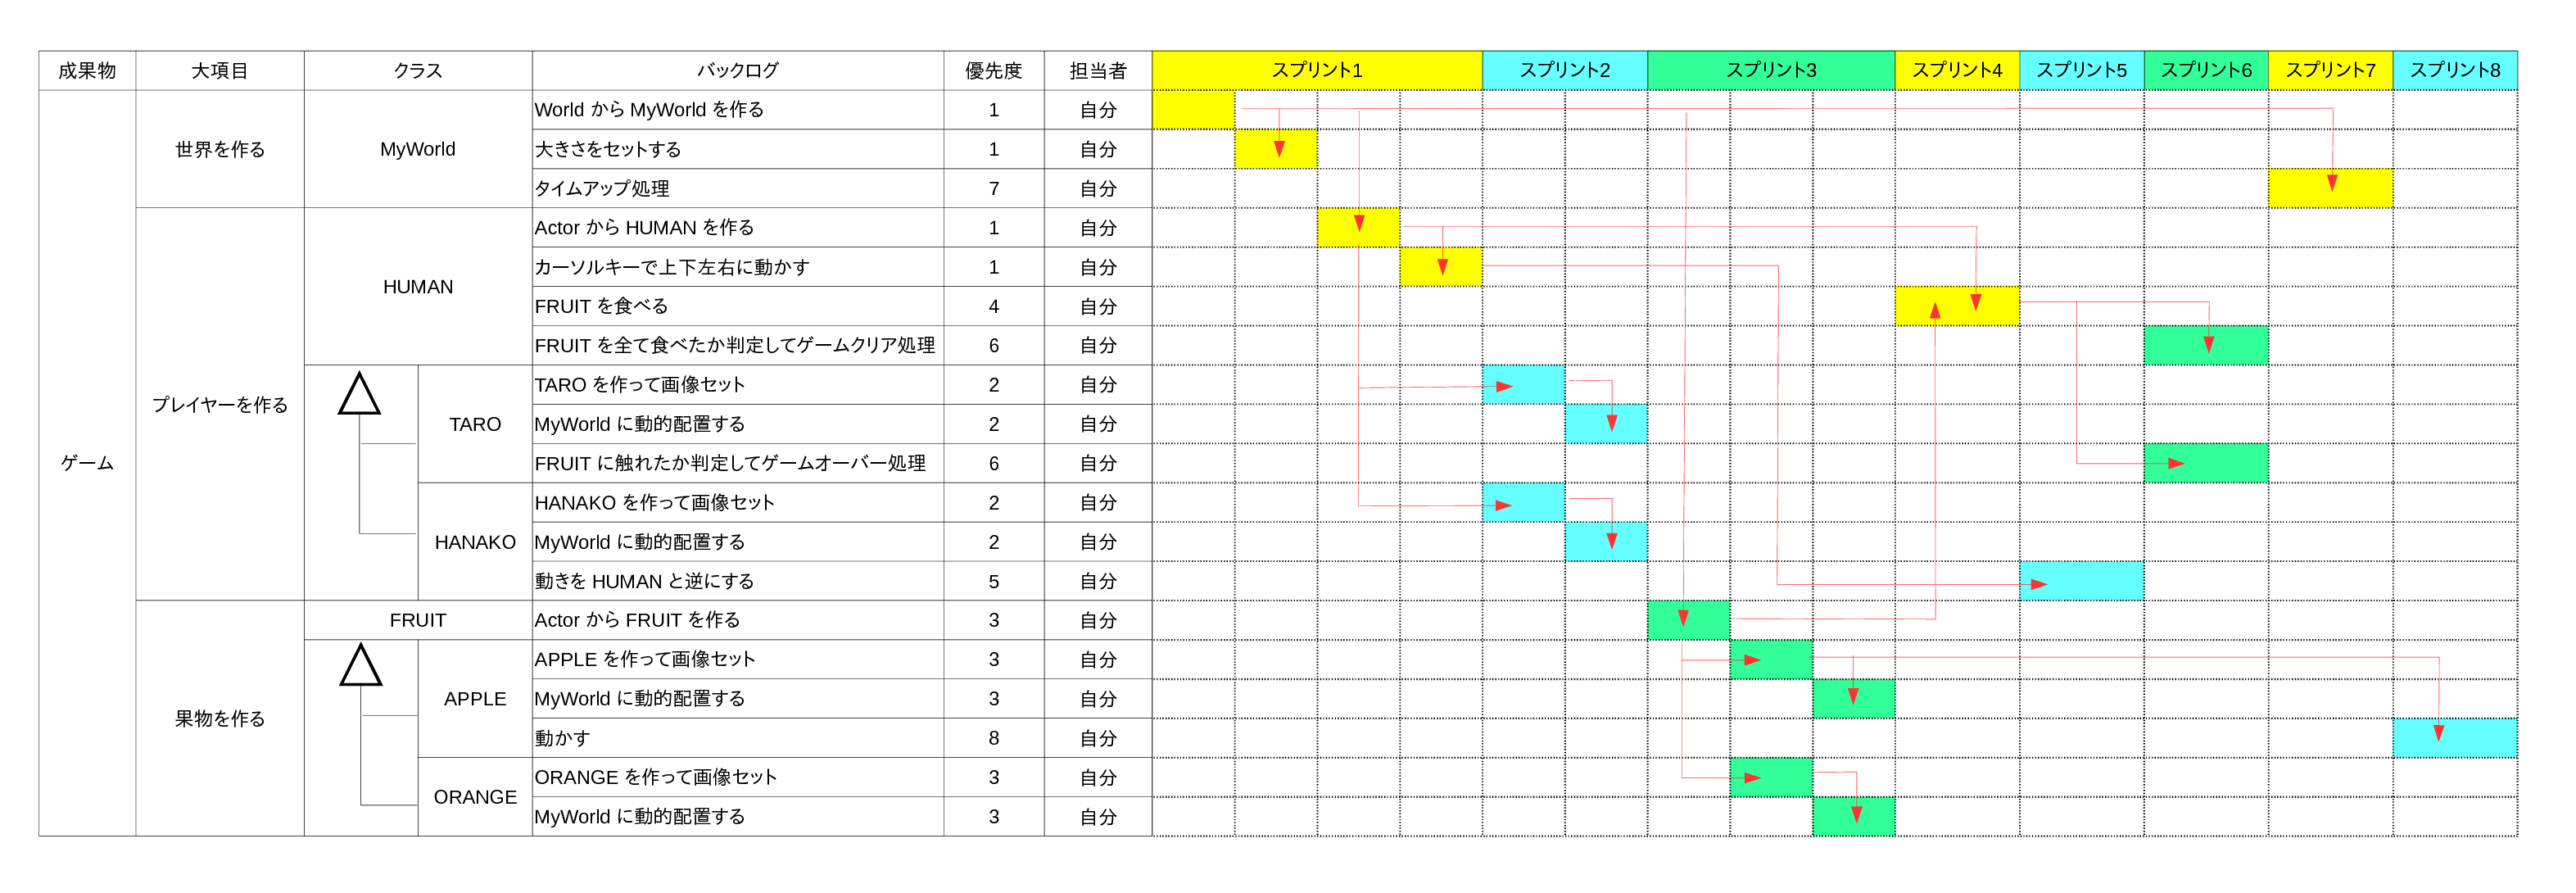 成果物 大項目 クラス バックログ 優先度 担当者 スプリント1 スプリント2 スプリント3 スプリント4 スプリント5 スプリント6 スプリント7 スプリント8
ゲーム
世界を作る
MyWorld
World から MyWorld を作る 1 自分
大きさをセットする 1 自分
タイムアップ処理 7 自分
プレイヤーを作る
HUMAN
Actor から HUMAN を作る 1 自分
カーソルキーで上下左右に動かす 1 自分
FRUIT を食べる 4 自分
FRUIT を全て食べたか判定してゲームクリア処理 6 自分
TARO
TARO を作って画像セット 2 自分
MyWorld に動的配置する 2 自分
FRUIT に触れたか判定してゲームオーバー処理 6 自分
HANAKO
HANAKO を作って画像セット 2 自分
MyWorld に動的配置する 2 自分
動きを HUMAN と逆にする 5 自分
果物を作る
FRUIT
Actor から FRUIT を作る 3 自分
APPLE
APPLE を作って画像セット 3 自分
MyWorld に動的配置する 3 自分
動かす 8 自分
ORANGE
ORANGE を作って画像セット 3 自分
MyWorld に動的配置する 3 自分